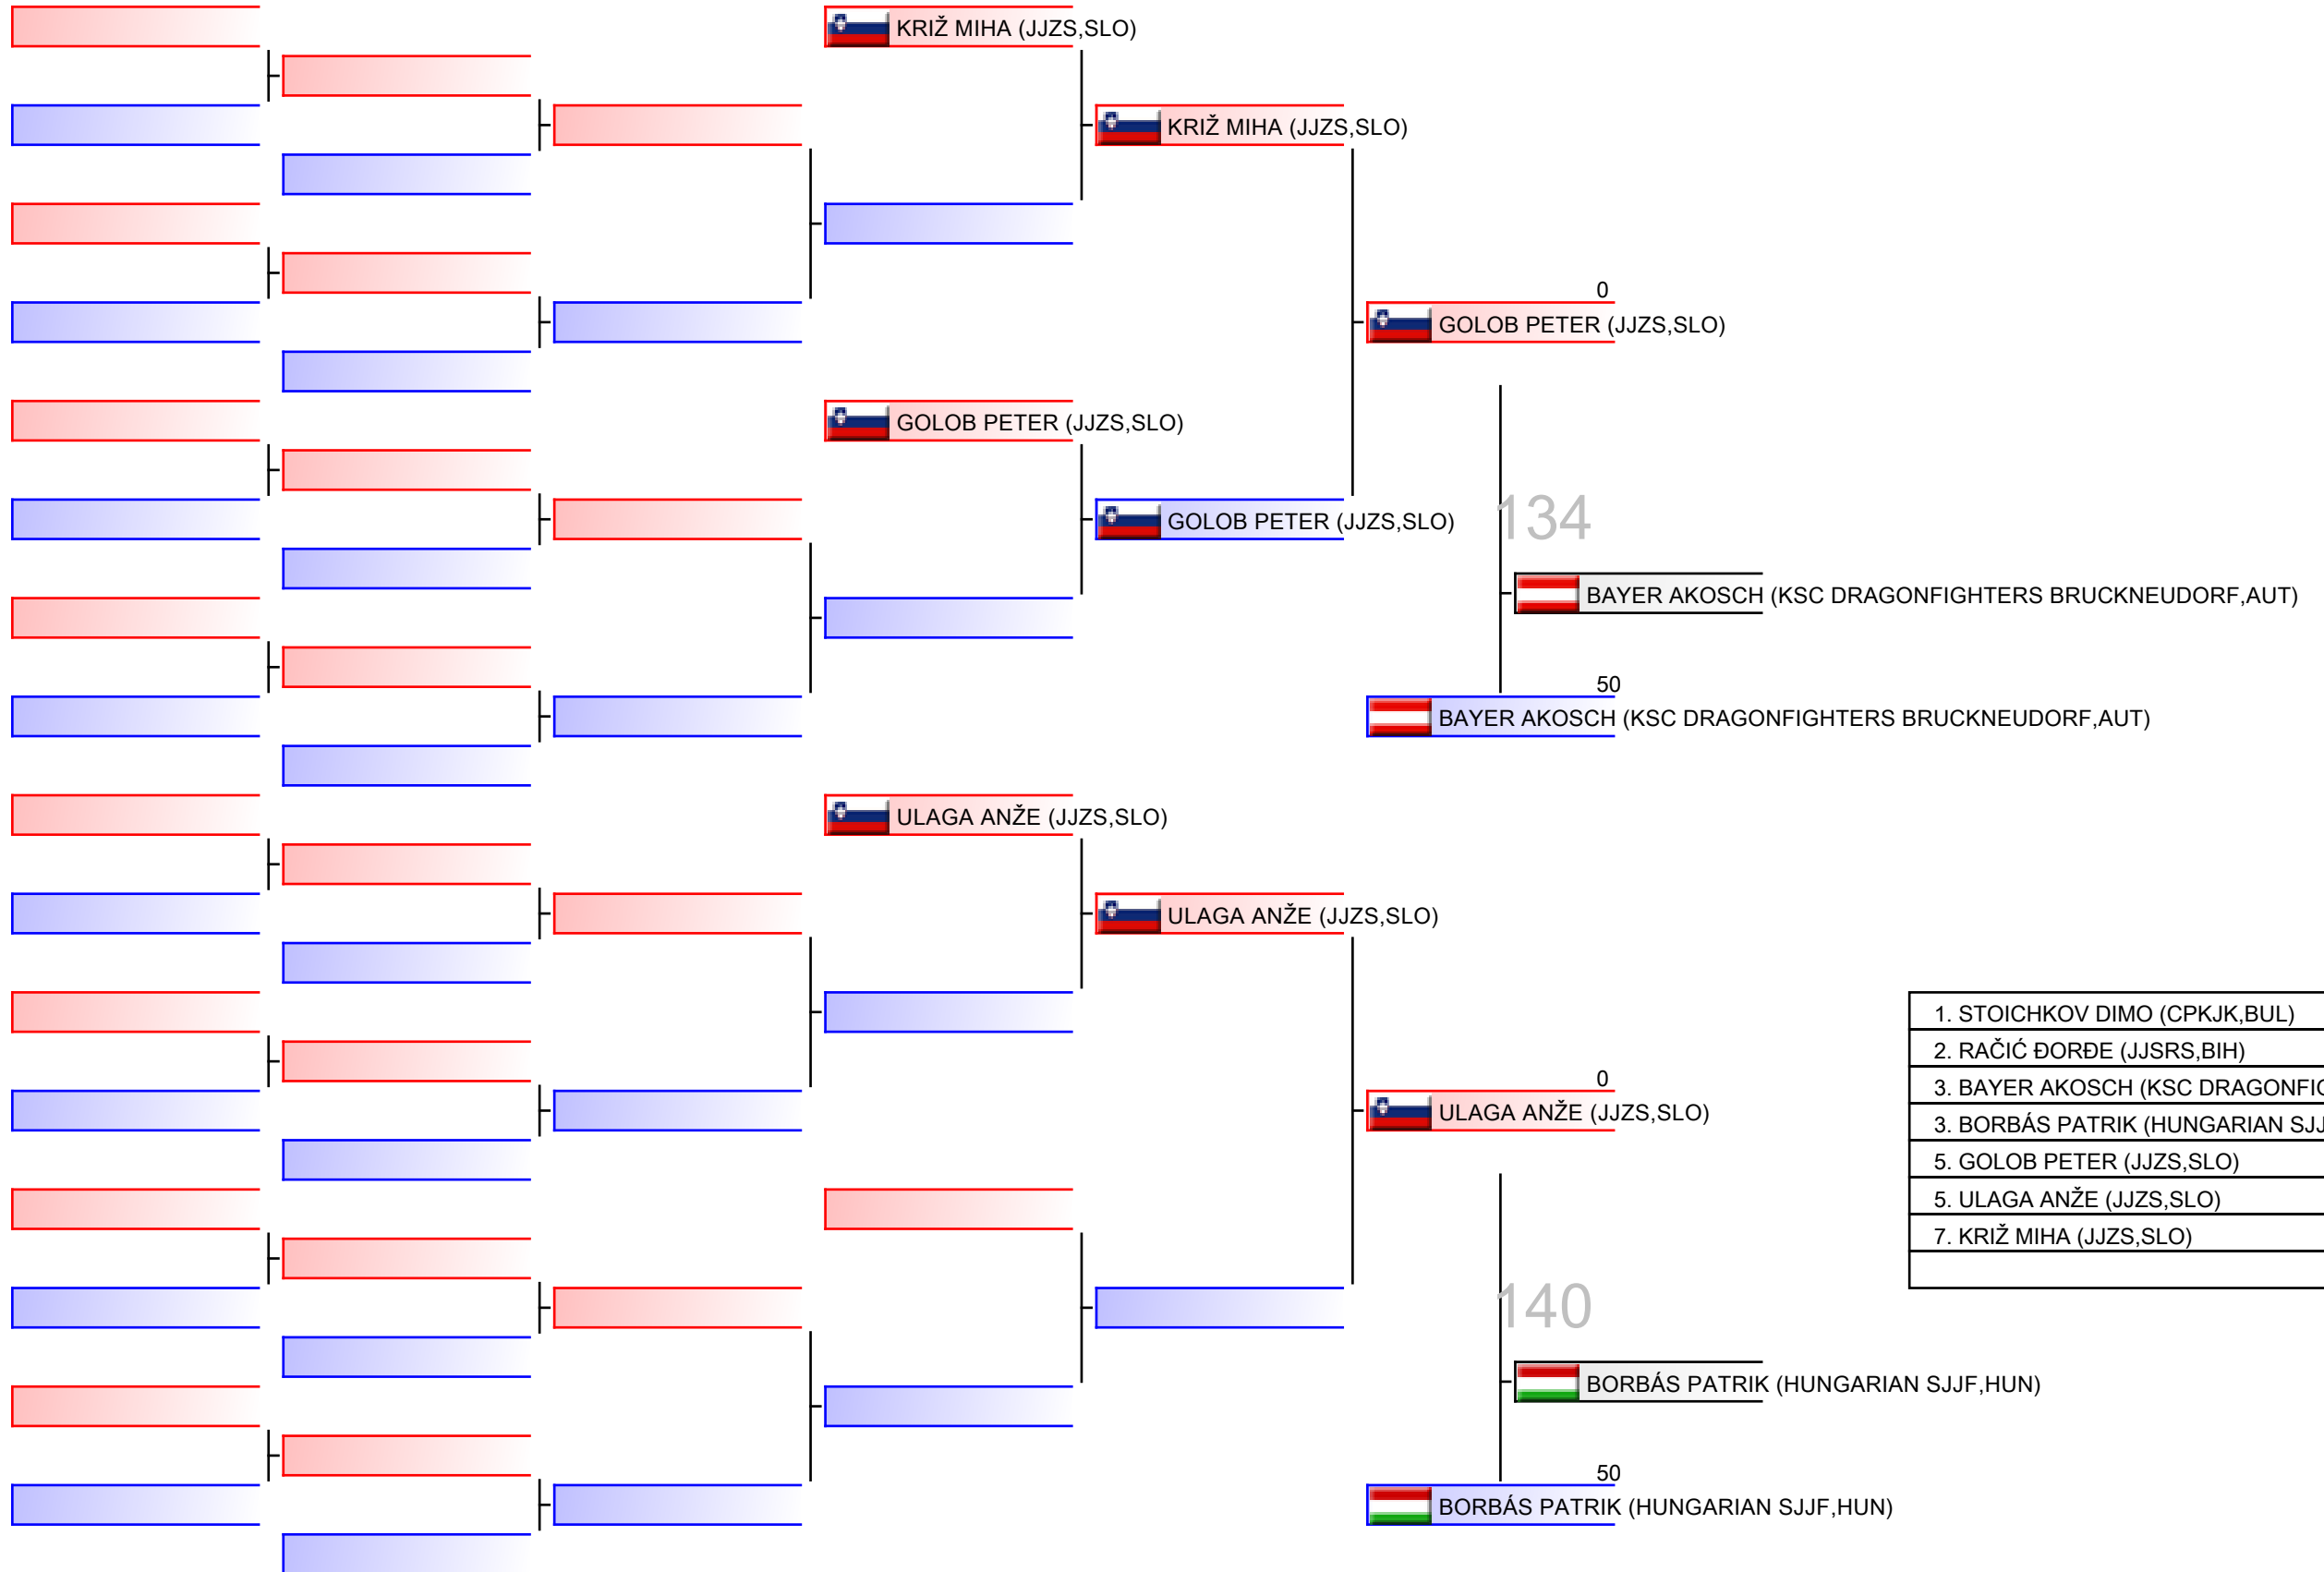 KRIŽ MIHA (JJZS,SLO)
KRIŽ MIHA (JJZS,SLO)
0
GOLOB PETER (JJZS,SLO)
GOLOB PETER (JJZS,SLO)
GOLOB PETER (JJZS,SLO)
134
BAYER AKOSCH (KSC DRAGONFIGHTERS BRUCKNEUDORF,AUT)
50
BAYER AKOSCH (KSC DRAGONFIGHTERS BRUCKNEUDORF,AUT)
ULAGA ANŽE (JJZS,SLO)
ULAGA ANŽE (JJZS,SLO)
0
ULAGA ANŽE (JJZS,SLO)
140
BORBÁS PATRIK (HUNGARIAN SJJF,HUN)
50
BORBÁS PATRIK (HUNGARIAN SJJF,HUN)
1. STOICHKOV DIMO (CPKJK,BUL)
2. RAČIĆ ĐORĐE (JJSRS,BIH)
3. BAYER AKOSCH (KSC
3. BORBÁS PATRIK (HUNGARIAN
5. GOLOB PETER (JJZS,SLO)
5. ULAGA ANŽE (JJZS,SLO)
7. KRIŽ MIHA (JJZS,SLO)